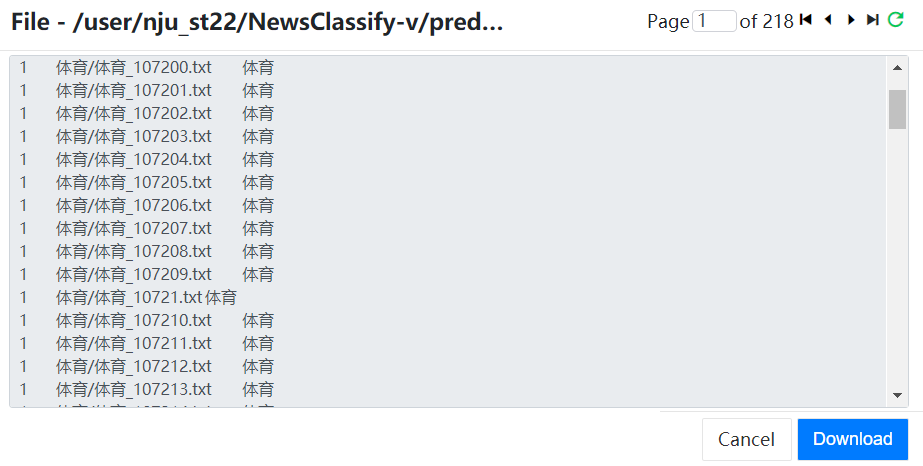 File - /user/nju_st22/NewsClassify-v/pred...
Page 1 of 218
1 体育/体育_107200.txt 体育
1 体育/体育_107201.txt 体育
1 体育/体育_107202.txt 体育
1 体育/体育_107203.txt 体育
1 体育/体育_107204.txt 体育
1 体育/体育_107205.txt 体育
1 体育/体育_107206.txt 体育
1 体育/体育_107207.txt 体育
1 体育/体育_107208.txt 体育
1 体育/体育_107209.txt 体育
1 体育/体育_10721.txt 体育
1 体育/体育_107210.txt 体育
1 体育/体育_107211.txt 体育
1 体育/体育_107212.txt 体育
1 体育/体育_107213.txt 体育
Cancel
Download